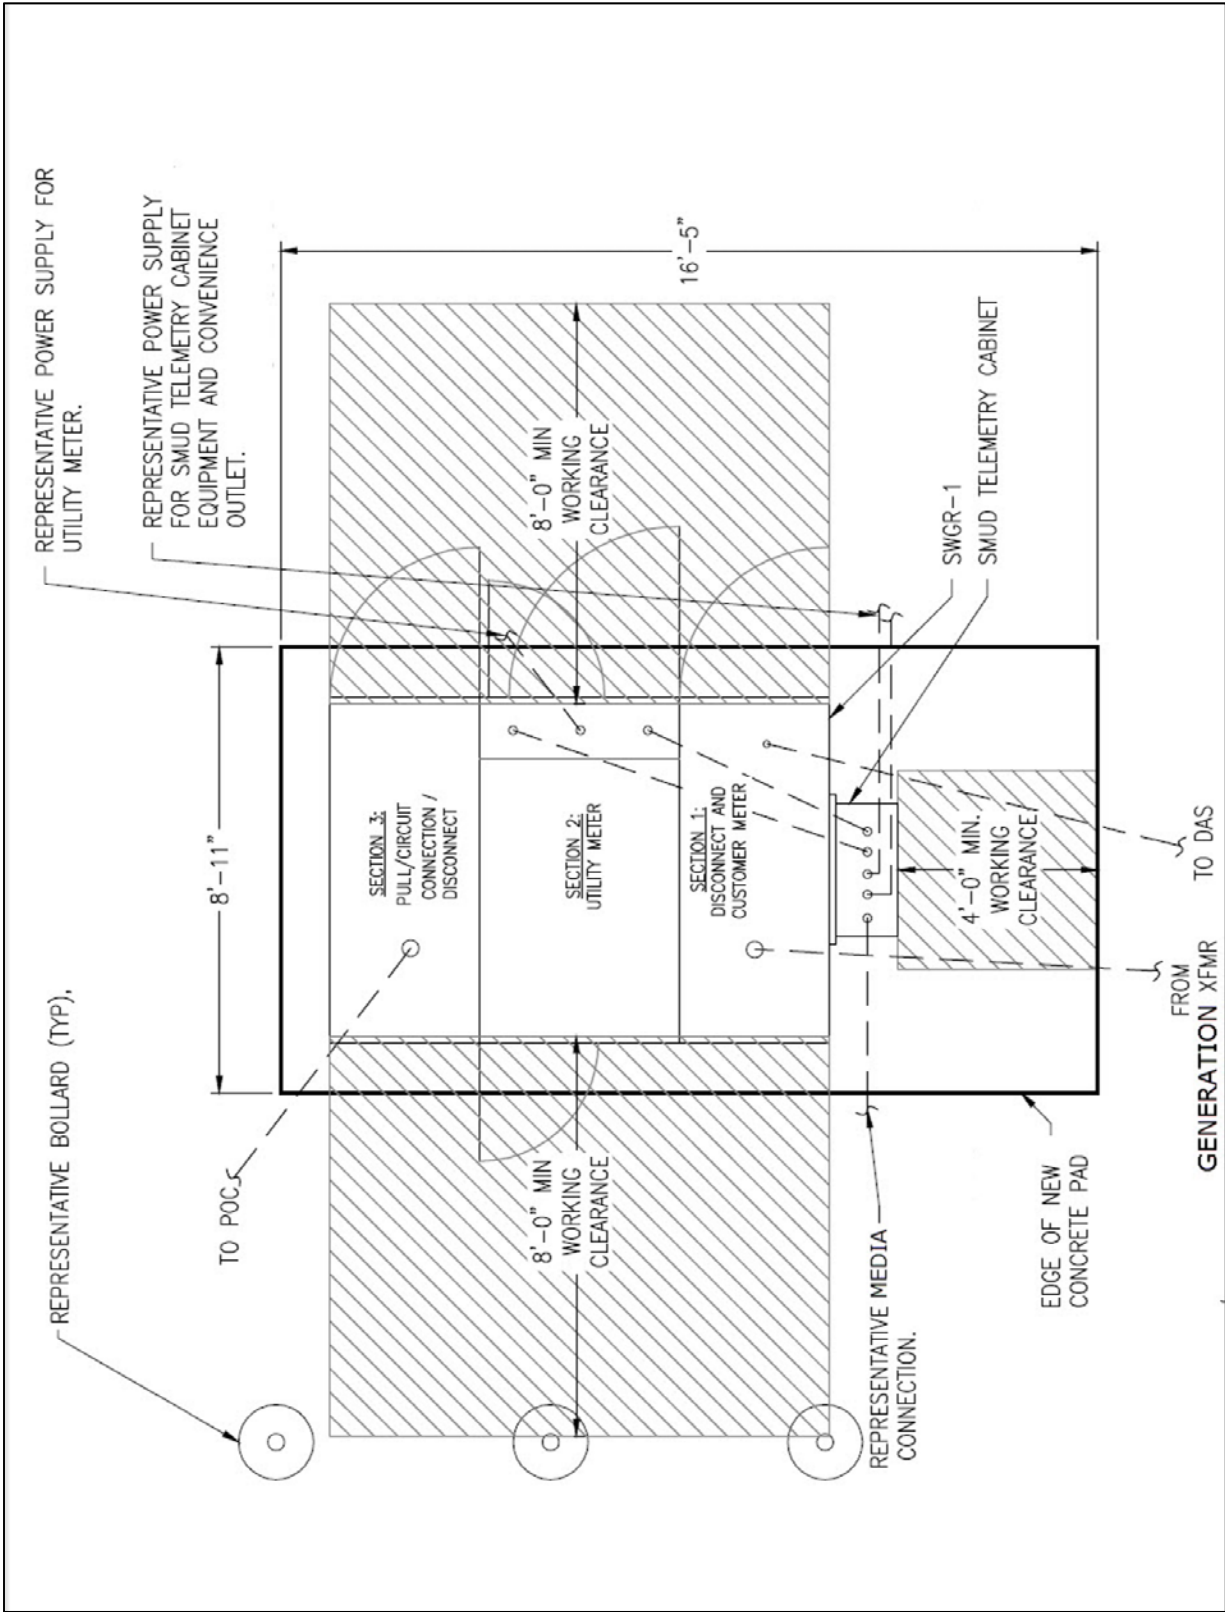 REPRESENTATIVE POWER SUPPLY FOR
UTILITY METER.
REPRESENTATIVE POWER SUPPLY
FOR SMUD TELEMETRY CABINET
EQUIPMENT AND CONVENIENCE
OUTLET.
16'-5"
8'-0" MIN
WORKING
CLEARANCE
SWGR-1
SMUD TELEMETRY CABINET
8'-11"
SECTION 3:
PULL/CIRCUIT
CONNECTION /
DISCONNECT
SECTION 2:
UTILITY METER
SECTION 1:
DISCONNECT AND
CUSTOMER METER
4'-0" MIN.
WORKING
CLEARANCE
TO DAS
FROM
GENERATION XFMR
REPRESENTATIVE BOLLARD (TYP),
TO POC
8'-0" MIN
WORKING
CLEARANCE
REPRESENTATIVE MEDIA
CONNECTION.
EDGE OF NEW
CONCRETE PAD